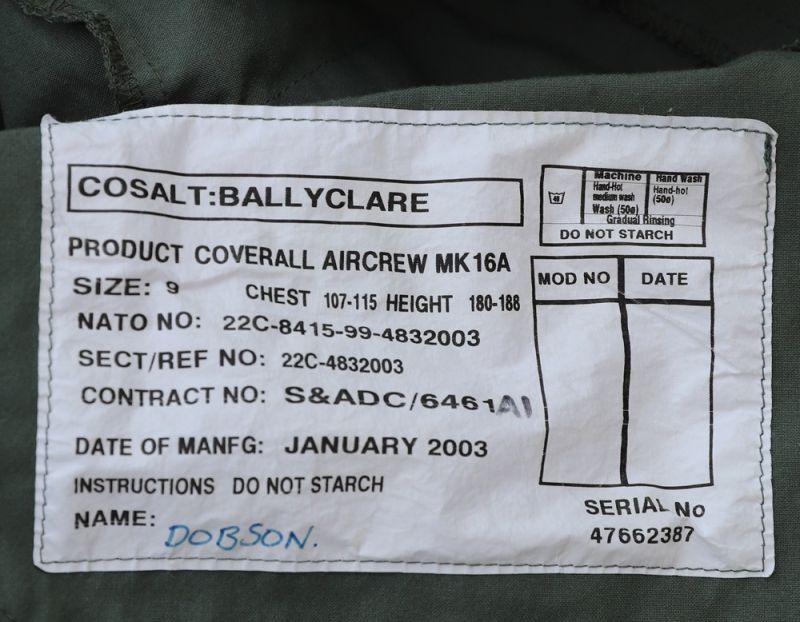 COSALT:BALLYCLARE
PRODUCT COVERALL AIRCREW MK16A
SIZE: 9 CHEST 107-115 HEIGHT 180-188
NATO NO: 22C-8415-99-4832003
SECT/REF NO: 22C-4832003
CONTRACT NO: S&ADC/6461AI
DATE OF MANFG: JANUARY 2003
INSTRUCTIONS DO NOT STARCH
NAME: DOBSON.
Machine
Hand-Hot
medium wash
Wash (50º)
Hand Wash
Hand-hot
(50º)
Gradual Rinsing
DO NOT STARCH
MOD NO DATE
SERIAL No
47662387